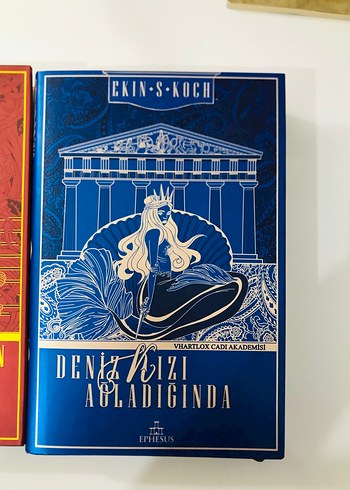 EKIN·S·KOCH
VHARTLOX CADI AKADEMİSİ
DENİZ KIZI
AĞLADIĞINDA
EPHESUS